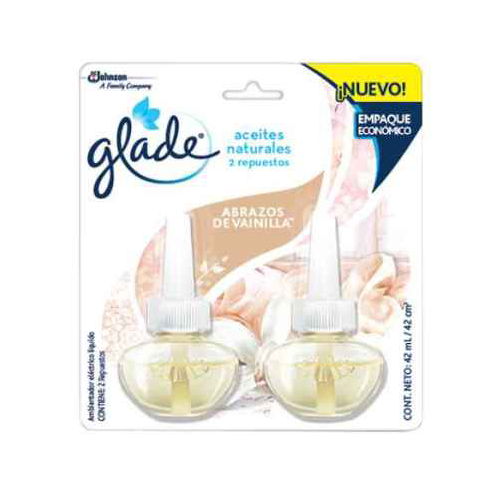 SC Johnson
A Family Company
glade®
aceites
naturales
2 repuestos
¡NUEVO!
EMPAQUE
ECONÓMICO
ABRAZOS
DE VAINILLA™
Ambientador eléctrico líquido
CONTIENE: 2 Repuestos
CONT. NETO: 42 mL / 42 cm³